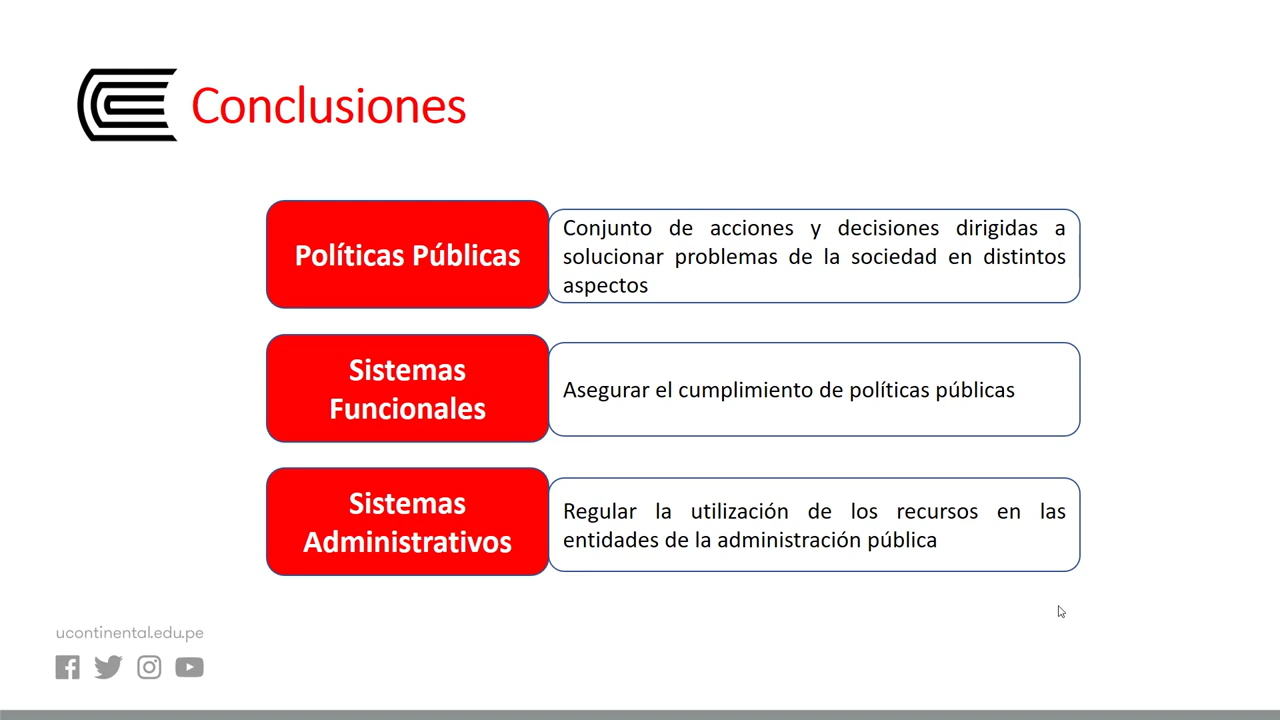 Conclusiones
Políticas Públicas
Conjunto de acciones y decisiones dirigidas a
solucionar problemas de la sociedad en distintos
aspectos
Sistemas
Funcionales
Asegurar el cumplimiento de políticas públicas
Sistemas
Administrativos
Regular la utilización de los recursos en las
entidades de la administración pública
ucontinental.edu.pe